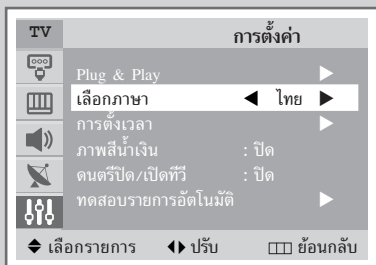 TV การตั้งค่า
Plug & Play
เลือกภาษา ไทย
การตั้งเวลา
ภาพสีน้ำเงิน : ปิด
ดนตรีปิด/เปิดทีวี : ปิด
ทดสอบรายการอัตโนมัติ
เลือกรายการ ปรับ ย้อนกลับ